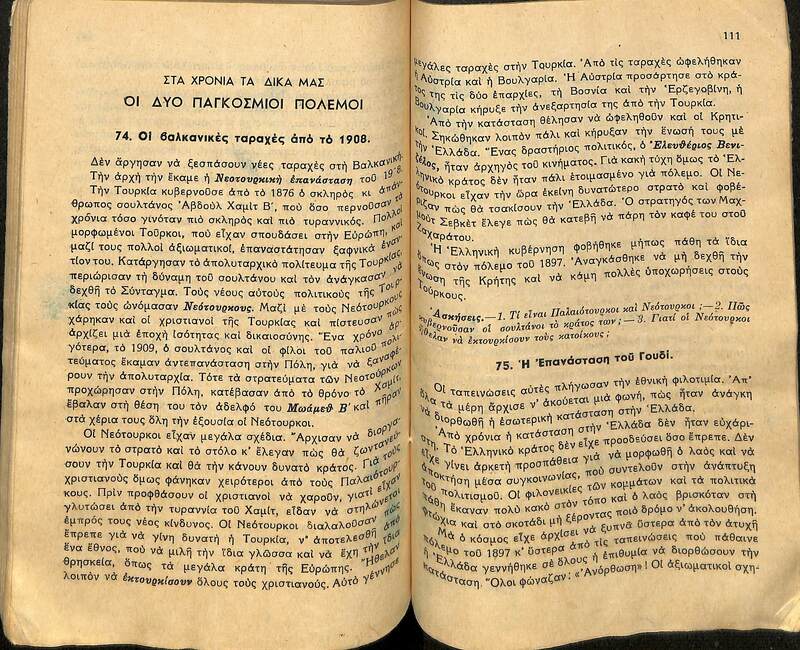 ΣΤΑ ΧΡΟΝΙΑ ΤΑ ΔΙΚΑ ΜΑΣ
ΟΙ ΔΥΟ ΠΑΓΚΟΣΜΙΟΙ ΠΟΛΕΜΟΙ
74. Οἱ βαλκανικὲς ταραχὲς ἀπὸ τὸ 1908.
Δὲν ἄργησαν νὰ ξεσπάσουν νέες ταραχὲς στὴ Βαλκανική.
Τὴν ἀρχὴ τὴν ἔκαμε ἡ Νεοτουρκικὴ ἐπανάσταση τοῦ 1908.
Τὴν Τουρκία κυβερνοῦσε ἀπὸ τὸ 1876 ὁ σκληρὸς κι ἀπάν-
θρωπος σουλτάνος Ἀβδοὺλ Χαμὶτ Β΄, ποὺ ὅσο περνοῦσαν τὰ
χρόνια τόσο γινόταν πιὸ σκληρὸς καὶ πιὸ τυραννικός. Πολλοὶ
μορφωμένοι Τοῦρκοι, ποὺ εἶχαν σπουδάσει στὴν Εὐρώπη, καὶ
μαζί τους πολλοὶ ἀξιωματικοί, ἐπαναστάτησαν ξαφνικὰ ἐναν-
τίον του. Κατάργησαν τὸ ἀπολυταρχικὸ πολίτευμα τῆς Τουρκίας,
περιώρισαν τὴ δύναμη τοῦ σουλτάνου καὶ τὸν ἀνάγκασαν νὰ
δεχθῆ τὸ Σύνταγμα. Τοὺς νέους αὐτοὺς πολιτικοὺς τῆς Τουρ-
κίας τοὺς ὠνόμασαν Νεότουρκους. Μαζὶ μὲ τοὺς Νεότουρκους
χάρηκαν καὶ οἱ χριστιανοὶ τῆς Τουρκίας καὶ πίστευσαν πὼς
ἀρχίζει μιὰ ἐποχὴ ἰσότητας καὶ δικαιοσύνης. Ἕνα χρόνο ἀρ-
γότερα, τὸ 1909, ὁ σουλτάνος καὶ οἱ φίλοι τοῦ παλιοῦ πολι-
τεύματος ἔκαμαν ἀντεπανάσταση στὴν Πόλη, γιὰ νὰ ξαναφέ-
ρουν τὴν ἀπολυταρχία. Τότε τὰ στρατεύματα τῶν Νεοτούρκων
προχώρησαν στὴν Πόλη, κατέβασαν ἀπὸ τὸ θρόνο τὸ Χαμίτ,
ἔβαλαν στὴ θέση του τὸν ἀδελφό του Μωάμεθ Β΄ καὶ πῆραν
στὰ χέρια τους ὅλη τὴν ἐξουσία οἱ Νεότουρκοι.
Οἱ Νεότουρκοι εἶχαν μεγάλα σχέδια. Ἄρχισαν νὰ διοργα-
νώνουν τὸ στρατὸ καὶ τὸ στόλο κ᾽ ἔλεγαν πὼς θὰ ζωντανεύ-
σουν τὴν Τουρκία καὶ θὰ τὴν κάνουν δυνατὸ κράτος. Γιὰ τοὺς
χριστιανοὺς ὅμως φάνηκαν χειρότεροι ἀπὸ τοὺς Παλαιότουρ-
κους. Πρὶν προφθάσουν οἱ χριστιανοὶ νὰ χαροῦν, γιατὶ εἶχαν
γλυτώσει ἀπὸ τὴν τυραννία τοῦ Χαμίτ, εἶδαν νὰ στηλώνεται
ἐμπρός τους νέος κίνδυνος. Οἱ Νεότουρκοι διαλαλοῦσαν πὼς
ἔπρεπε γιὰ νὰ γίνη δυνατὴ ἡ Τουρκία, ν᾽ ἀποτελεσθῆ ἀπὸ
ἕνα ἔθνος, ποὺ νὰ μιλῆ τὴν ἴδια γλῶσσα καὶ νὰ ἔχη τὴν ἴδια
θρησκεία, ὅπως τὰ μεγάλα κράτη τῆς Εὐρώπης. Ἤθελαν
λοιπὸν νὰ ἐκτουρκίσουν ὅλους τοὺς χριστιανούς. Αὐτὸ γέννησε
111
μεγάλες ταραχὲς στὴν Τουρκία. Ἀπὸ τὶς ταραχὲς ὠφελήθηκαν
ἡ Αὐστρία καὶ ἡ Βουλγαρία. Ἡ Αὐστρία προσάρτησε στὸ κρά-
τος της τὶς δύο ἐπαρχίες, τὴ Βοσνία καὶ τὴν Ἐρζεγοβίνη, ἡ
Βουλγαρία κήρυξε τὴν ἀνεξαρτησία της ἀπὸ τὴν Τουρκία.
Ἀπὸ τὴν κατάσταση θέλησαν νὰ ὠφεληθοῦν καὶ οἱ Κρητι-
κοί. Σηκώθηκαν λοιπὸν πάλι καὶ κήρυξαν τὴν ἕνωσή τους μὲ
τὴν Ἑλλάδα. Ἕνας δραστήριος πολιτικός, ὁ Ἐλευθέριος Βενι-
ζέλος, ἦταν ἀρχηγὸς τοῦ κινήματος. Γιὰ κακὴ τύχη ὅμως τὸ Ἑλ-
ληνικὸ κράτος δὲν ἦταν πάλι ἑτοιμασμένο γιὰ πόλεμο. Οἱ Νε-
ότουρκοι εἶχαν τὴν ὥρα ἐκείνη δυνατώτερο στρατὸ καὶ φοβέ-
ριζαν πὼς θὰ τσακίσουν τὴν Ἑλλάδα. Ὁ στρατηγός των Μαχ-
μοὺτ Σεβκὲτ ἔλεγε πὼς θὰ κατεβῆ νὰ πάρη τὸν καφέ του στοῦ
Ζαχαράτου.
Ἡ Ἑλληνικὴ κυβέρνηση φοβήθηκε μήπως πάθη τὰ ἴδια
ὅπως στὸν πόλεμο τοῦ 1897. Ἀναγκάσθηκε νὰ μὴ δεχθῆ τὴν
ἕνωση τῆς Κρήτης καὶ νὰ κάμη πολλὲς ὑποχωρήσεις στοὺς
Τούρκους.
Ἀσκήσεις.—1. Τί εἶναι Παλαιότουρκοι καὶ Νεότουρκοι ;—2. Πῶς
κυβερνοῦσαν οἱ σουλτάνοι τὸ κράτος των ;—3. Γιατί οἱ Νεότουρκοι
ἤθελαν νὰ ἐκτουρκίσουν τοὺς κατοίκους ;
75. Ἡ Ἐπανάσταση τοῦ Γουδί.
Οἱ ταπεινώσεις αὐτὲς πλήγωσαν τὴν ἐθνικὴ φιλοτιμία. Ἀπ᾽
ὅλα τὰ μέρη ἄρχισε ν᾽ ἀκούεται μιὰ φωνή, πὼς ἦταν ἀνάγκη
νὰ διορθωθῆ ἡ ἐσωτερικὴ κατάσταση στὴν Ἑλλάδα.
Ἀπὸ χρόνια ἡ κατάσταση στὴν Ἑλλάδα δὲν ἦταν εὐχάρι-
στη. Τὸ Ἑλληνικὸ κράτος δὲν εἶχε προοδεύσει ὅσο ἔπρεπε. Δὲν
εἶχε γίνει ἀρκετὴ προσπάθεια γιὰ νὰ μορφωθῆ ὁ λαὸς καὶ νὰ
ἀποκτήση μέσα συγκοινωνίας, ποὺ συντελοῦν στὴν ἀνάπτυξη
τοῦ πολιτισμοῦ. Οἱ φιλονεικίες τῶν κομμάτων καὶ τὰ πολιτικὰ
πάθη ἔκαναν πολὺ κακὸ στὸν τόπο καὶ ὁ λαὸς βρισκόταν στὴ
φτώχια καὶ στὸ σκοτάδι μὴ ξέροντας ποιὸ δρόμο ν᾽ ἀκολουθήση.
Μὰ ὁ κόσμος εἶχε ἀρχίσει νὰ ξυπνᾶ ὕστερα ἀπὸ τὸν ἀτυχῆ
πόλεμο τοῦ 1897 κ᾽ ὕστερα ἀπὸ τὶς ταπεινώσεις ποὺ πάθαινε
ἡ Ἑλλάδα γεννήθηκε σὲ ὅλους ἡ ἐπιθυμία νὰ διορθώσουν τὴν
κατάσταση. Ὅλοι φώναζαν: «Ἀνόρθωση»! Οἱ ἀξιωματικοὶ σχη-